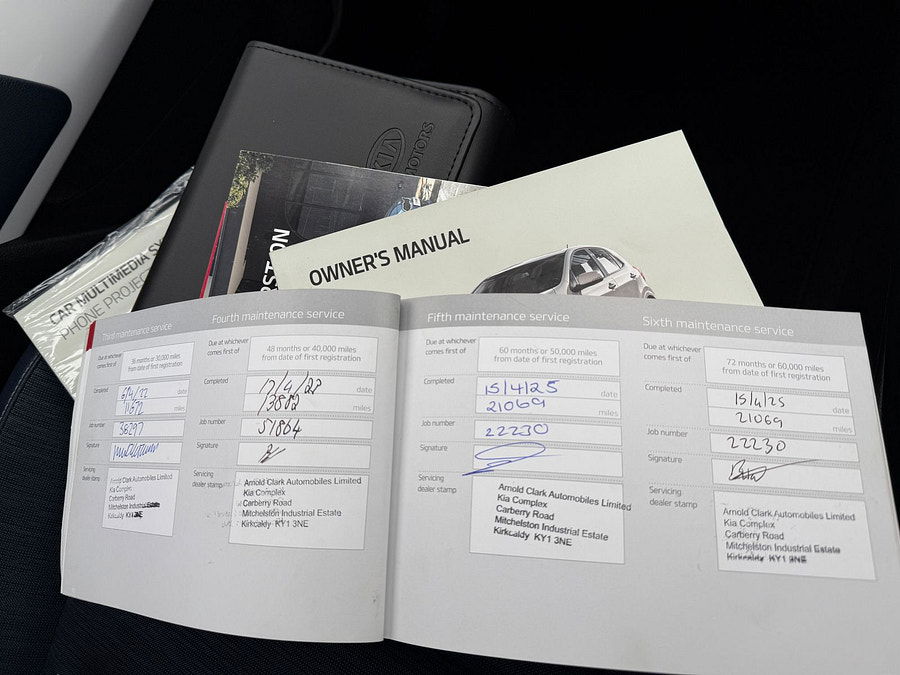 KIA MOTORS
CAR MULTIMEDIA SY
PHONE PROJEC
OWNER'S MANUAL
Third maintenance service
Due at whichever
comes first of
36 months or 30,000 miles
from date of first registration
Completed
date
miles
Job number
38297
Signature
Servicing
dealer stamp
Arnold Clark Automobiles Limited
Kia Complex
Carberry Road
Mitchelston Industrial Estate
Kirkcaldy KY1 3NE
Fourth maintenance service
Due at whichever
comes first of
48 months or 40,000 miles
from date of first registration
Completed
date
13802
miles
Job number
51864
Signature
Servicing
dealer stamp
Arnold Clark Automobiles Limited
Kia Complex
Carberry Road
Mitchelston Industrial Estate
Kirkcaldy KY1 3NE
Fifth maintenance service
Due at whichever
comes first of
60 months or 50,000 miles
from date of first registration
Completed
15/4/25 date
21069 miles
Job number
22230
Signature
Servicing
dealer stamp
Arnold Clark Automobiles Limited
Kia Complex
Carberry Road
Mitchelston Industrial Estate
Kirkcaldy KY1 3NE
Sixth maintenance service
Due at whichever
comes first of
72 months or 60,000 miles
from date of first registration
Completed
15/4/25 date
21069 miles
Job number
22230
Signature
Servicing
dealer stamp
Arnold Clark Automobiles Limited
Kia Complex
Carberry Road
Mitchelston Industrial Estate
Kirkcaldy KY1 3NE